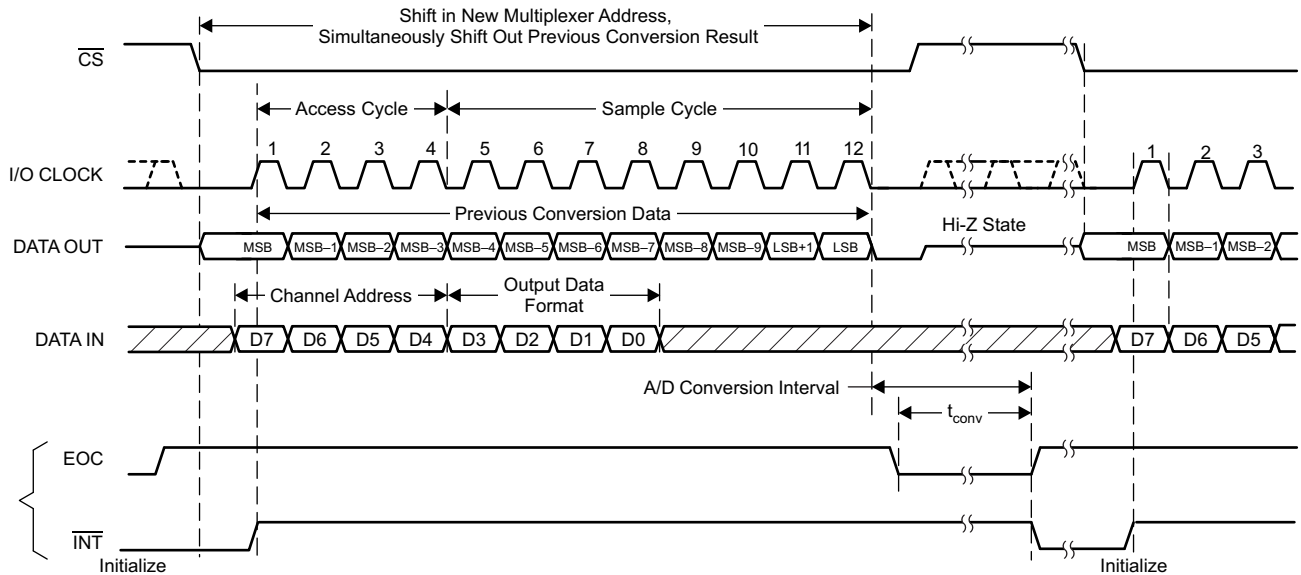 Shift in New Multiplexer Address,
Simultaneously Shift Out Previous Conversion Result
CS
Access Cycle
Sample Cycle
1 2 3 4 5 6 7 8 9 10 11 12 1 2 3
I/O CLOCK
Previous Conversion Data
Hi-Z State
DATA OUT
MSB MSB–1 MSB–2 MSB–3 MSB–4 MSB–5 MSB–6 MSB–7 MSB–8 MSB–9 LSB+1 LSB MSB MSB–1 MSB–2
Channel Address
Output Data
Format
DATA IN
D7 D6 D5 D4 D3 D2 D1 D0 D7 D6 D5
A/D Conversion Interval
tconv
EOC
INT
Initialize
Initialize